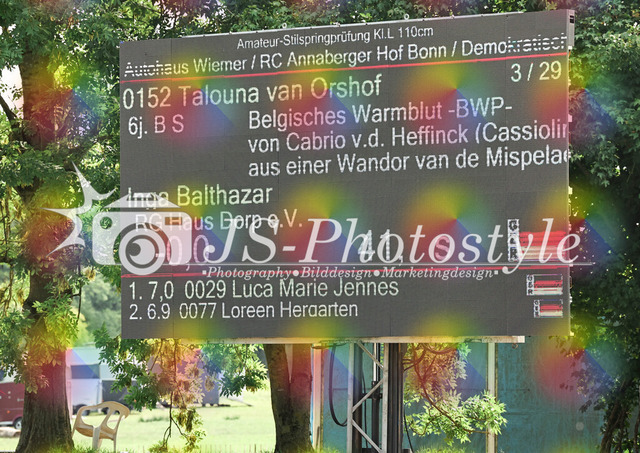 Amateur-Stilspringprüfung Kl.L 110cm
Autohaus Wiemer / RC Annaberger Hof Bonn / Demokratisch
3 / 29
0152 Talouna van Orshof
6j. B S
Belgisches Warmblut -BWP-
von Cabrio v.d. Heffinck (Cassiolin
aus einer Wandor van de Mispelae
Inga Balthazar
RC Haus Dorp e.V.
JS-Photostyle
•Photography•Bilddesign•Marketingdesign•
1. 7,0 0029 Luca Marie Jennes
2. 6.9 0077 Loreen Hergarten